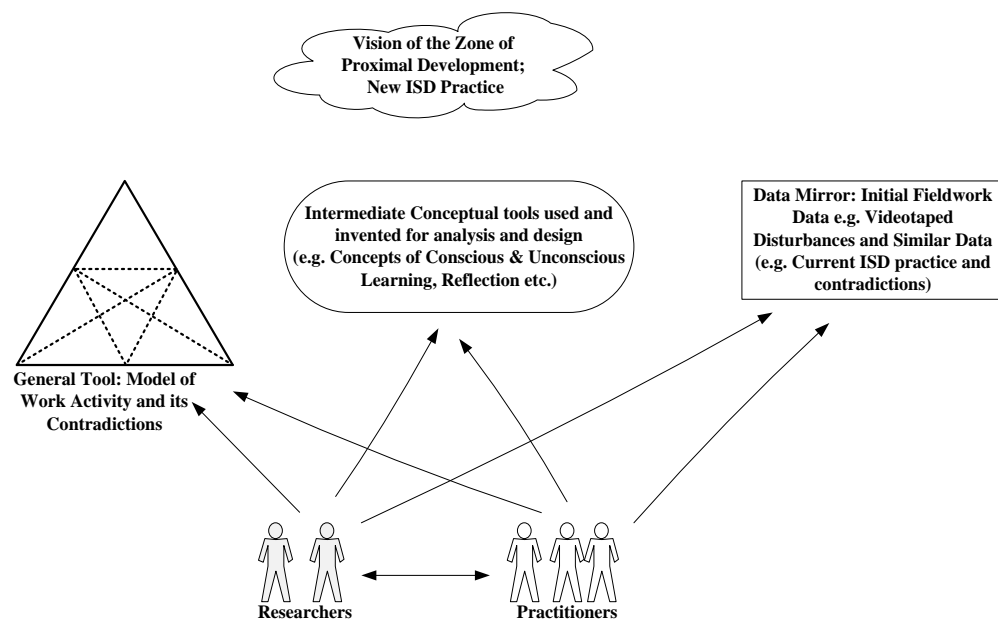 Vision of the Zone of
Proximal Development;
New ISD Practice
Intermediate Conceptual tools used and
invented for analysis and design
(e.g. Concepts of Conscious & Unconscious
Learning, Reflection etc.)
Data Mirror: Initial Fieldwork
Data e.g. Videotaped
Disturbances and Similar Data
(e.g. Current ISD practice and
contradictions)
General Tool: Model of
Work Activity and its
Contradictions
Researchers
Practitioners